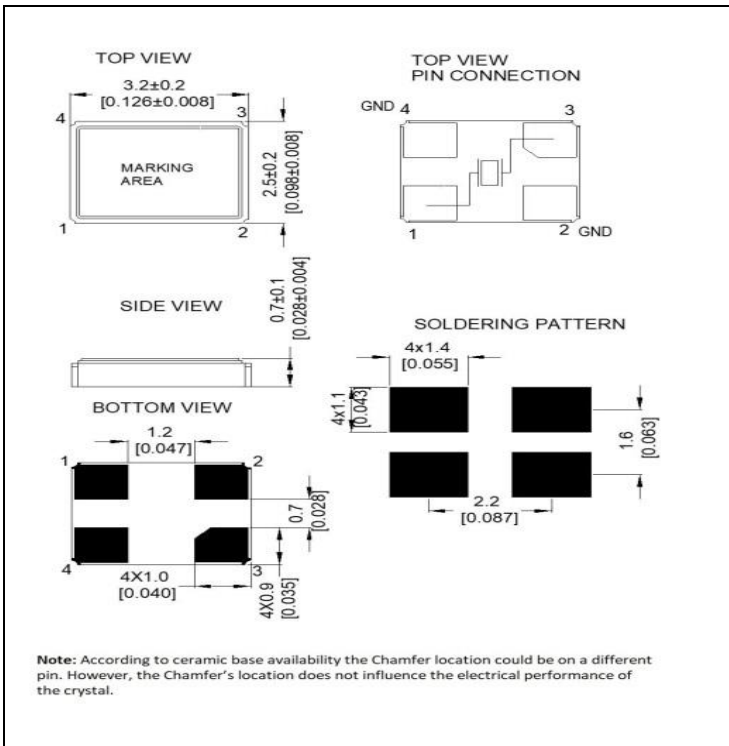 TOP VIEW
3.2±0.2
[0.126±0.008]
4
3
MARKING
AREA
1
2
2.5±0.2
[0.098±0.008]
TOP VIEW
PIN CONNECTION
GND 4
3
1
2 GND
SIDE VIEW
0.7±0.1
[0.028±0.004]
BOTTOM VIEW
1.2
[0.047]
1
2
0.7
[0.028]
4
3
4X1.0
[0.040]
4X0.9
[0.035]
SOLDERING PATTERN
4x1.4
[0.055]
4x1.1
[0.043]
1.6
[0.063]
2.2
[0.087]
Note: According to ceramic base availability the Chamfer location could be on a different
pin. However, the Chamfer's location does not influence the electrical performance of
the crystal.